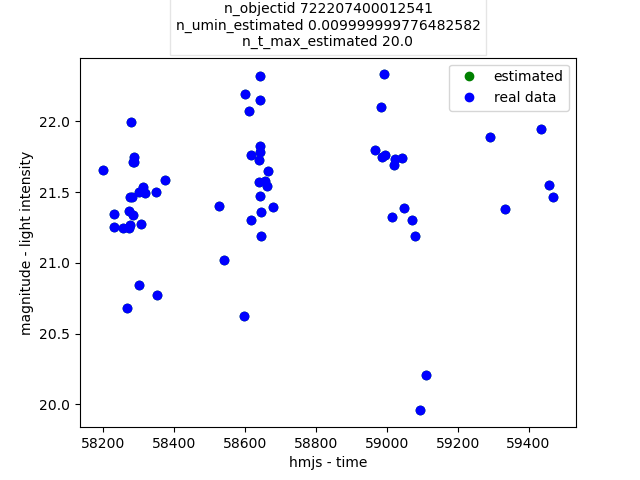 n_objectid 722207400012541
n_umin_estimated 0.009999999776482582
n_t_max_estimated 20.0
estimated
real data
22.0
21.5
21.0
20.5
20.0
magnitude - light intensity
58200 58400 58600 58800 59000 59200 59400
hmjs - time